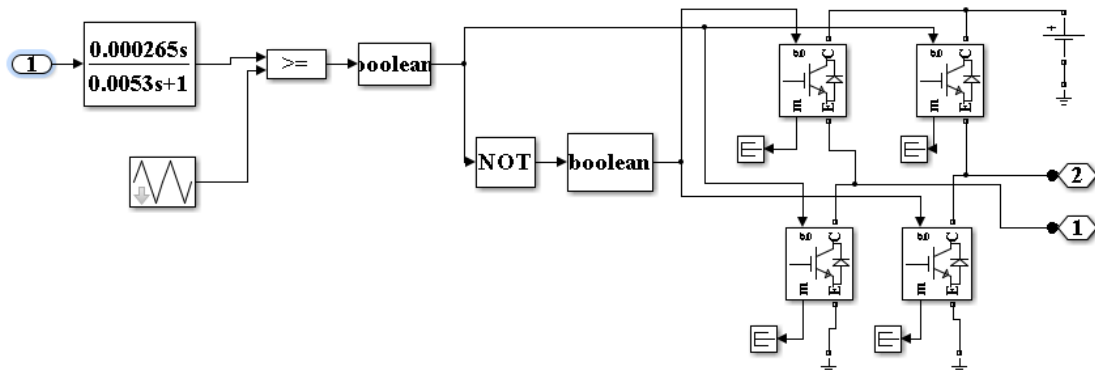 1
0.000265s
0.0053s+1
>=
boolean
NOT
boolean
g C
m E
g C
m E
+
2
1
g C
m E
g C
m E